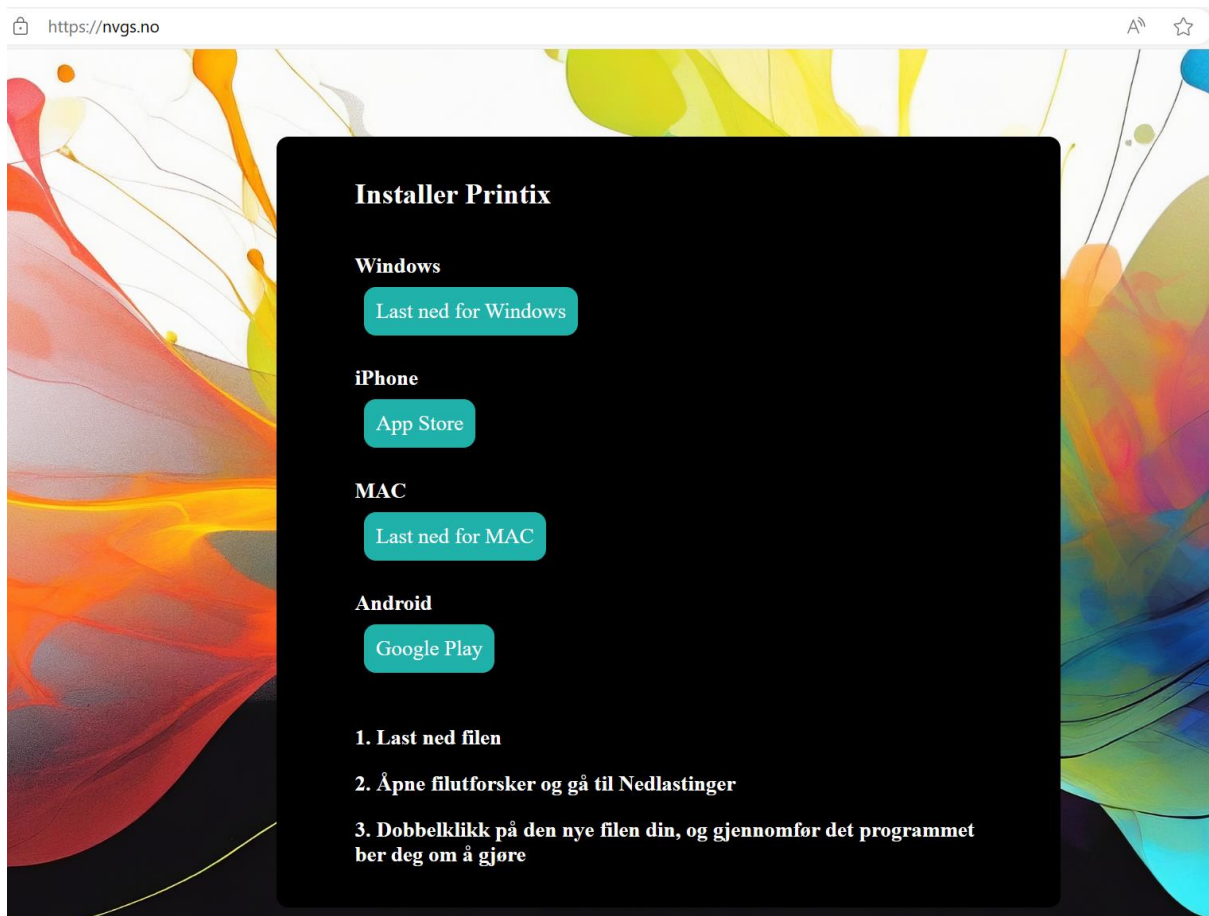 https://nvgs.no
Installer Printix
Windows
Last ned for Windows
iPhone
App Store
MAC
Last ned for MAC
Android
Google Play
1. Last ned filen
2. Åpne filutforsker og gå til Nedlastinger
3. Dobbelklikk på den nye filen din, og gjennomfør det programmet
ber deg om å gjøre